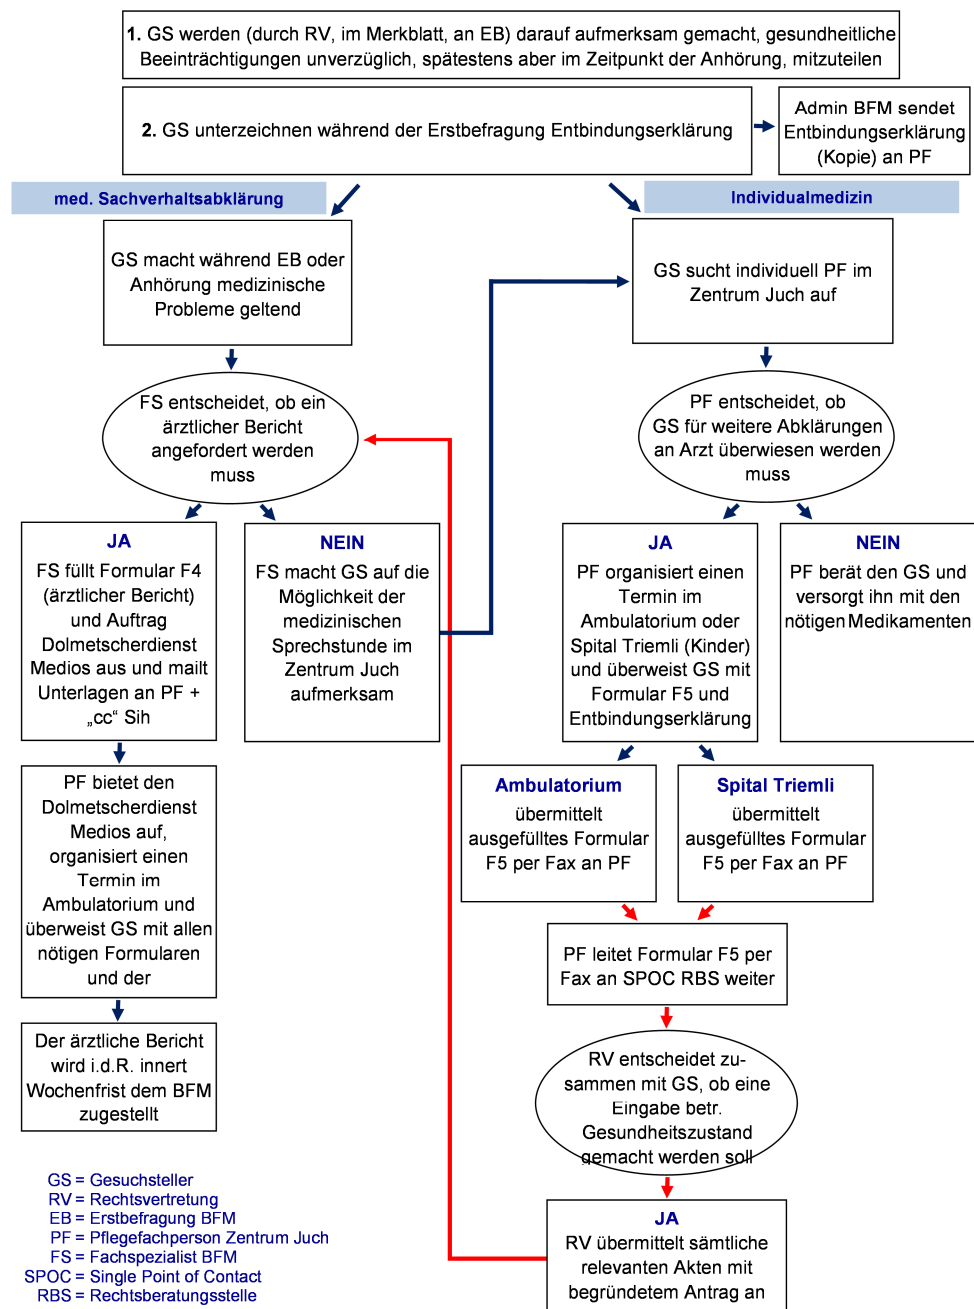 1. GS werden (durch RV, im Merkblatt, an EB) darauf aufmerksam gemacht, gesundheitliche
Beeinträchtigungen unverzüglich, spätestens aber im Zeitpunkt der Anhörung, mitzuteilen
2. GS unterzeichnen während der Erstbefragung Entbindungserklärung
Admin BFM sendet
Entbindungserklärung
(Kopie) an PF
med. Sachverhaltsabklärung
Individualmedizin
GS macht während EB oder
Anhörung medizinische
Probleme geltend
GS sucht individuell PF im
Zentrum Juch auf
FS entscheidet, ob ein
ärztlicher Bericht
angefordert werden
muss
PF entscheidet, ob
GS für weitere Abklärungen
an Arzt überwiesen werden
muss
JA
FS füllt Formular F4
(ärztlicher Bericht)
und Auftrag
Dolmetscherdienst
Medios aus und mailt
Unterlagen an PF +
„cc“ Sih
NEIN
FS macht GS auf die
Möglichkeit der
medizinischen
Sprechstunde im
Zentrum Juch
aufmerksam
JA
PF organisiert einen
Termin im
Ambulatorium oder
Spital Triemli (Kinder)
und überweist GS mit
Formular F5 und
Entbindungserklärung
NEIN
PF berät den GS und
versorgt ihn mit den
nötigen Medikamenten
PF bietet den
Dolmetscherdienst
Medios auf,
organisiert einen
Termin im
Ambulatorium und
überweist GS mit allen
nötigen Formularen
und der
Ambulatorium
übermittelt
ausgefülltes Formular
F5 per Fax an PF
Spital Triemli
übermittelt
ausgefülltes Formular
F5 per Fax an PF
PF leitet Formular F5 per
Fax an SPOC RBS weiter
Der ärztliche Bericht
wird i.d.R. innert
Wochenfrist dem BFM
zugestellt
RV entscheidet zu-
sammen mit GS, ob eine
Eingabe betr.
Gesundheitszustand
gemacht werden soll
JA
RV übermittelt sämtliche
relevanten Akten mit
begründetem Antrag an
GS = Gesuchsteller
RV = Rechtsvertretung
EB = Erstbefragung BFM
PF = Pflegefachperson Zentrum Juch
FS = Fachspezialist BFM
SPOC = Single Point of Contact
RBS = Rechtsberatungsstelle